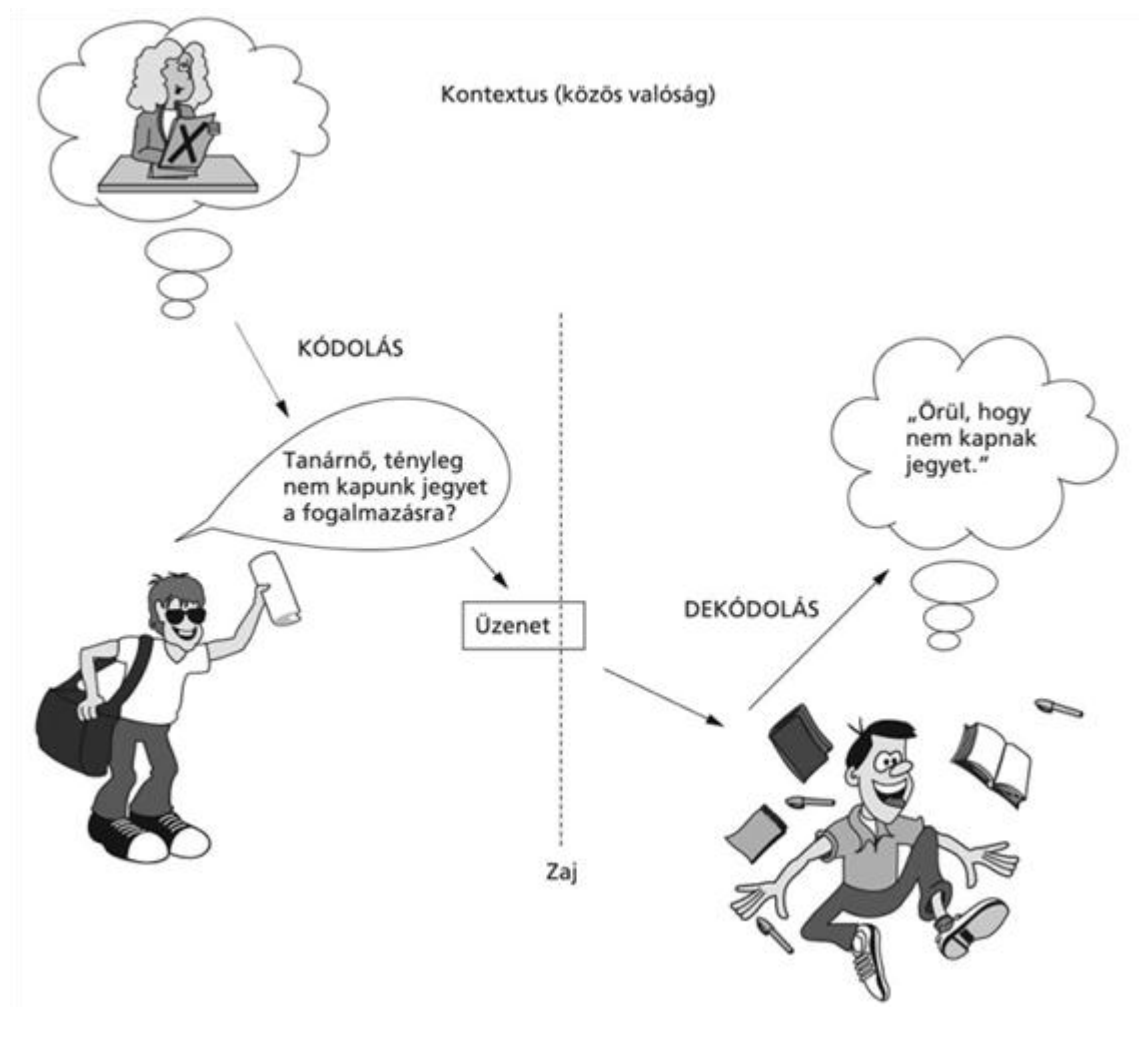 Kontextus (közös valóság)
KÓDOLÁS
Tanárnő, tényleg
nem kapunk jegyet
a fogalmazásra?
Üzenet
Zaj
DEKÓDOLÁS
„Örül, hogy
nem kapnak
jegyet.”